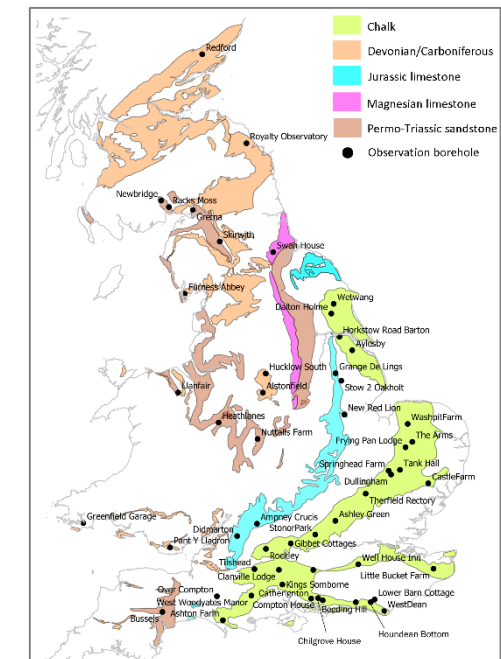 Chalk
Devonian/Carboniferous
Jurassic limestone
Magnesian limestone
Permo-Triassic sandstone
Observation borehole
Redford
Royalty Observatory
Newbridge
Racks Moss
Gretna
Skirwith
Swan House
Furness Abbey
Wetwang
Dalton Holme
Horkstow Road Barton
Aylesby
Hucklow South
Grange De Lings
Llanfair
Alstonfield
Stow 2 Oakholt
New Red Lion
Heathlanes
WashpitFarm
Nuttalls Farm
Frying Pan Lodge
The Arms
Springhead Farm
Tank Hall
Dullingham
CastleFarm
Therfield Rectory
Greenfield Garage
Ampney Crucis
Ashley Green
Didmarton
StonorPark
Pant Y Lladron
Gibbet Cottages
Rockley
Tilshead
Well House Inn
Clanville Lodge
Little Bucket Farm
Over Compton
Kings Somborne
West Woodyates Manor
Catherington
Lower Barn Cottage
Compton House
Ashton Farm
Beeding Hill
WestDean
Bussels
Houndean Bottom
Chilgrove House